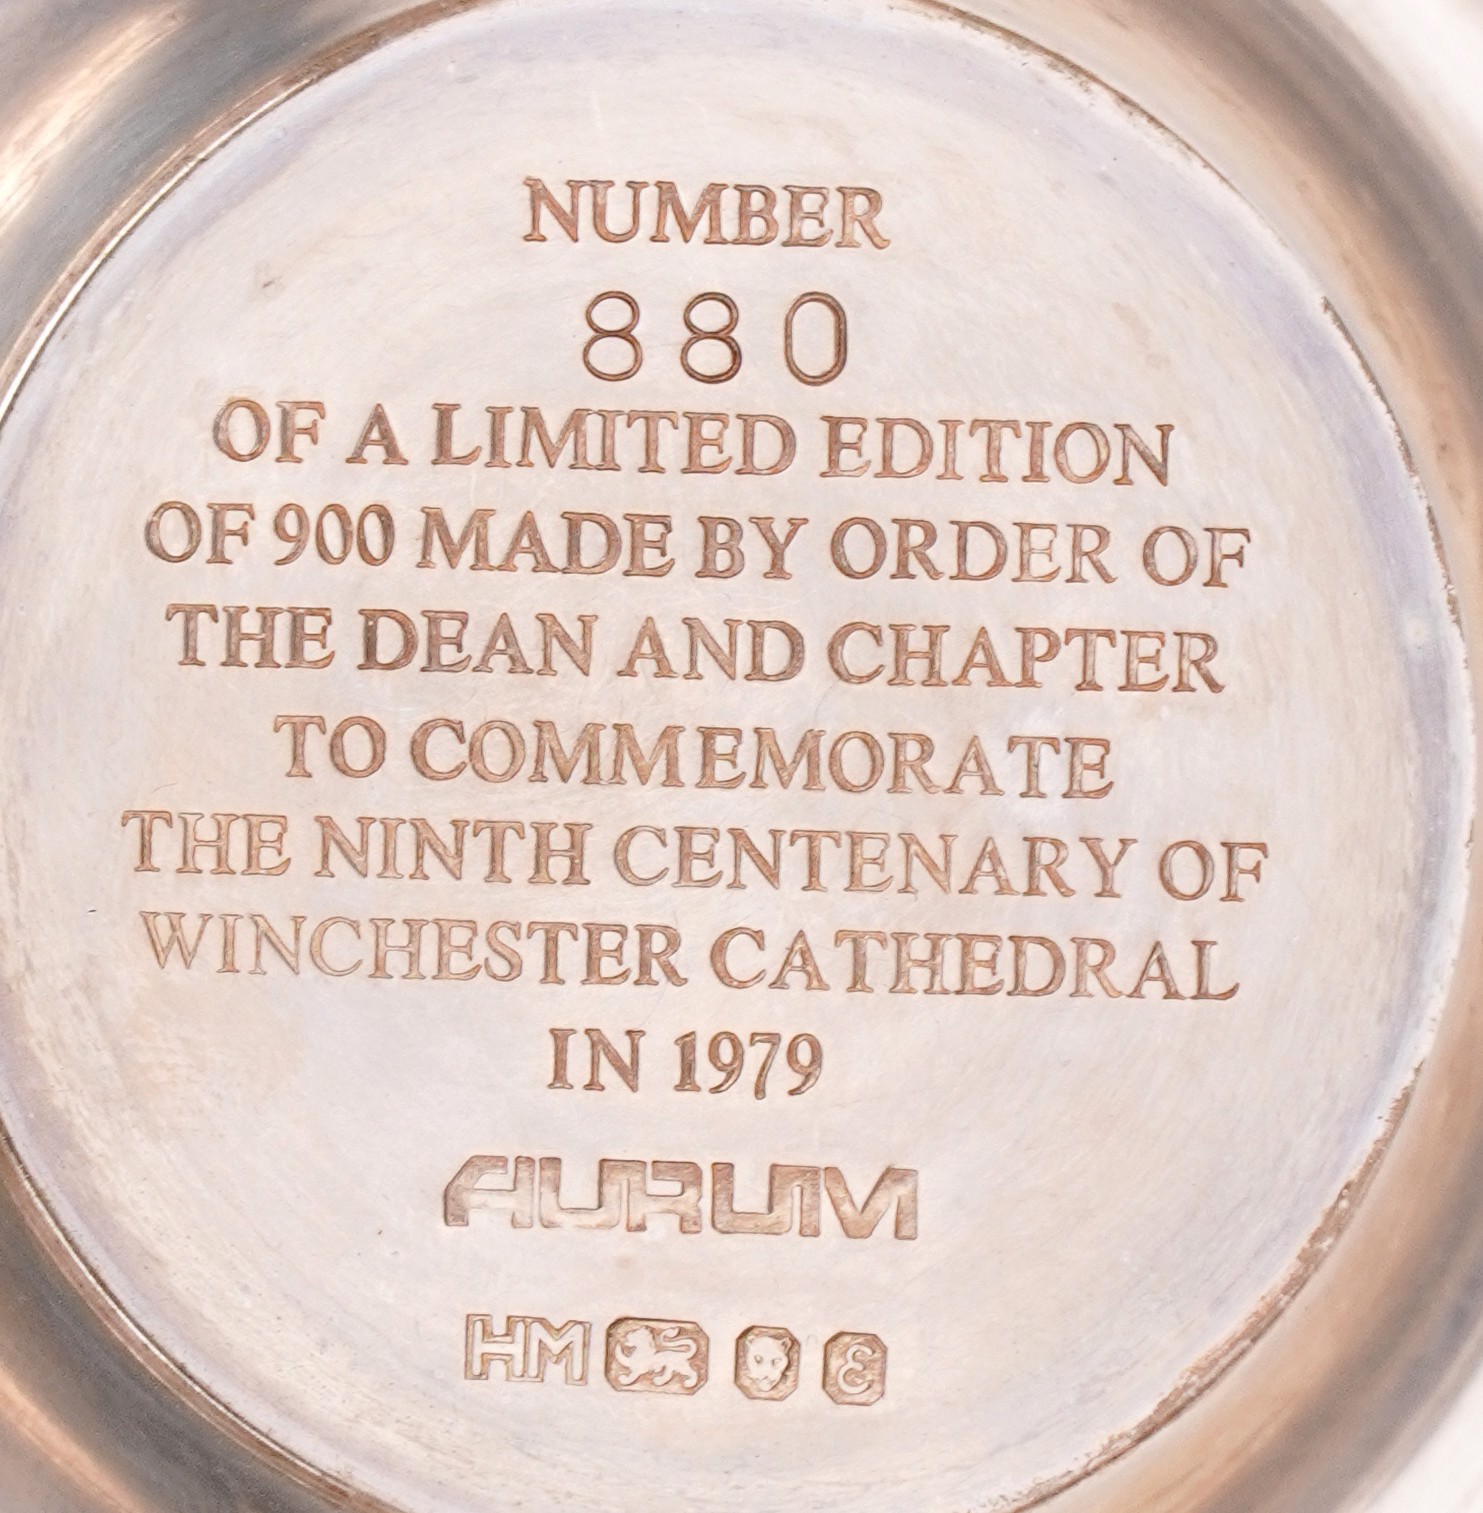 NUMBER
880
OF A LIMITED EDITION
OF 900 MADE BY ORDER OF
THE DEAN AND CHAPTER
TO COMMEMORATE
THE NINTH CENTENARY OF
WINCHESTER CATHEDRAL
IN 1979
AURUM
HM ε